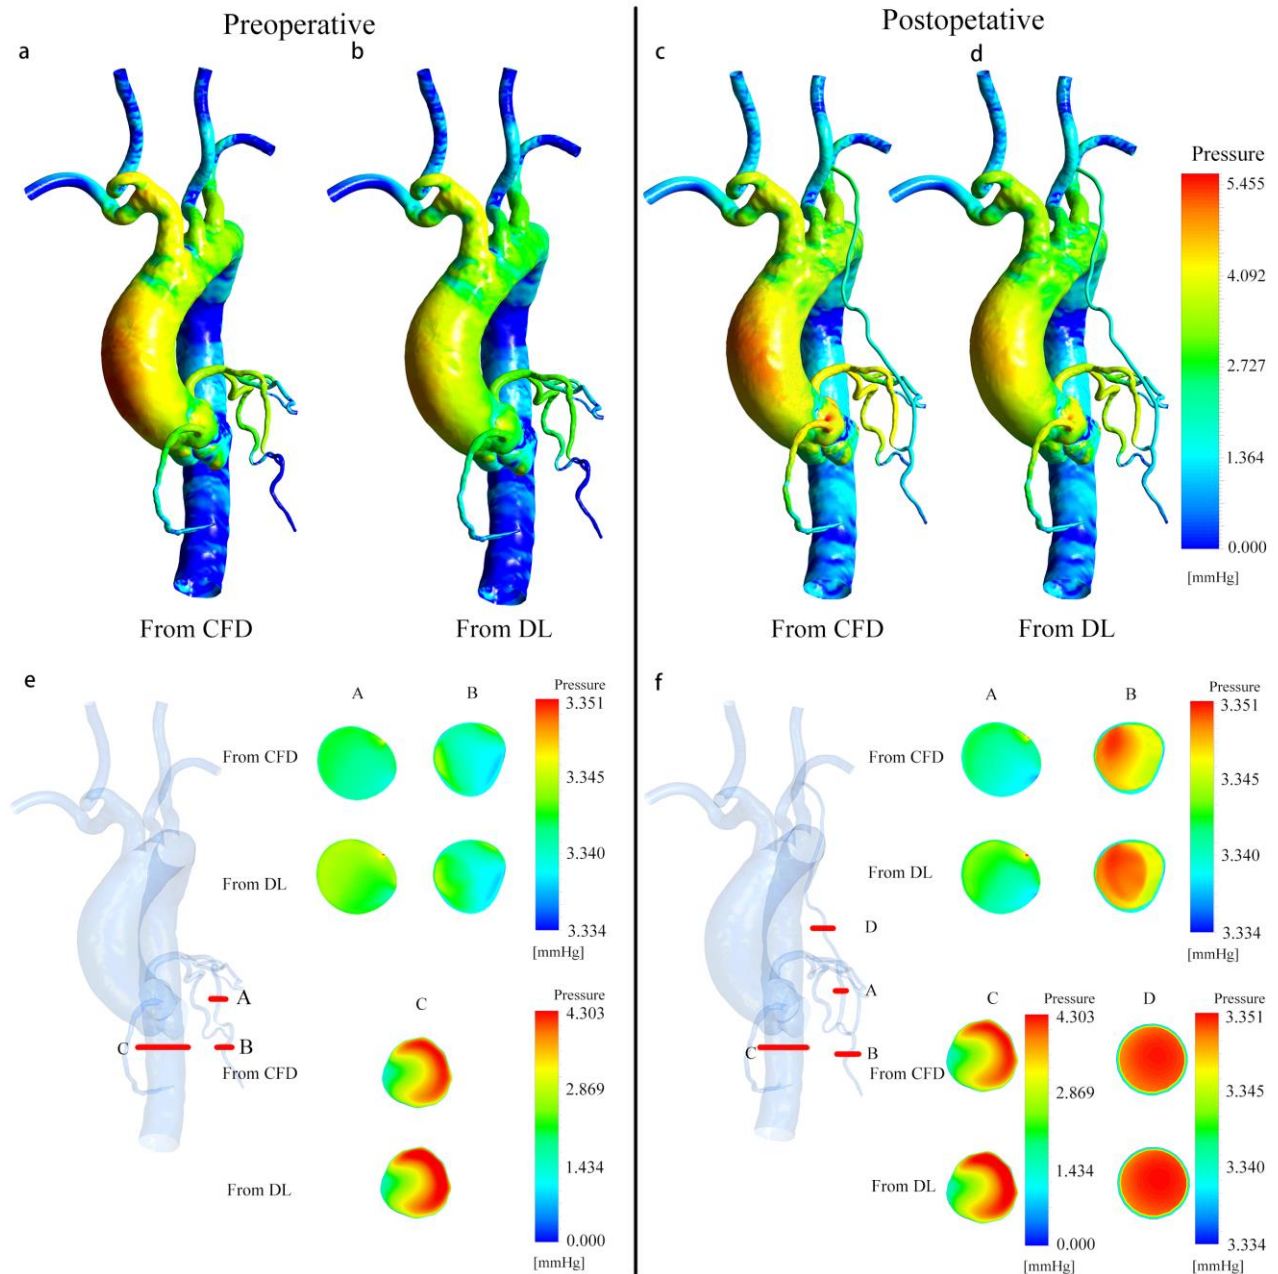 Preoperative
Postopetative
a
b
c
d
Pressure
5.455
4.092
2.727
1.364
0.000
[mmHg]
From CFD
From DL
From CFD
From DL
e
A
B
Pressure
3.351
3.345
3.340
3.334
[mmHg]
From CFD
From DL
A
B
C
C
Pressure
4.303
2.869
1.434
0.000
[mmHg]
From CFD
From DL
f
A
B
Pressure
3.351
3.345
3.340
3.334
[mmHg]
From CFD
From DL
D
A
B
C
C
Pressure
4.303
2.869
1.434
0.000
[mmHg]
D
Pressure
3.351
3.345
3.340
3.334
[mmHg]
From CFD
From DL